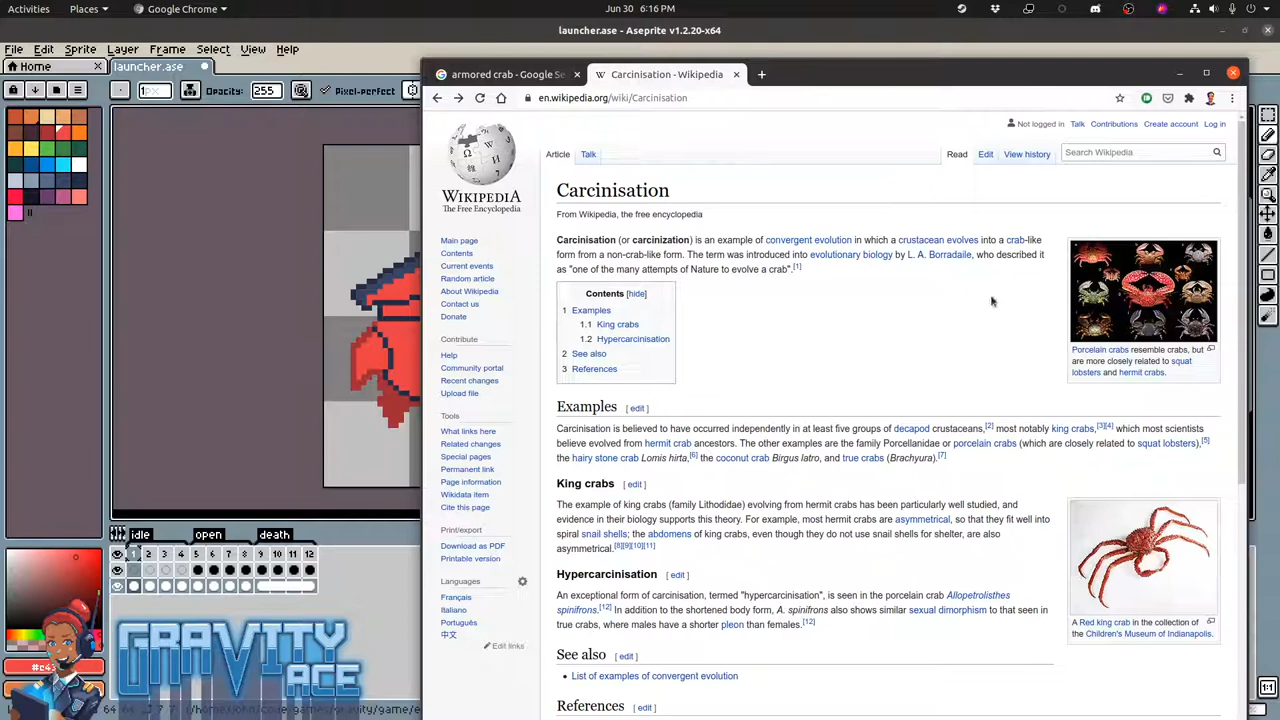 Activities Places Google Chrome Jun 30 6:16 PM
launcher.ase - Aseprite v1.2.20-x64
File Edit Sprite Layer Frame Select View Help
Home launcher.ase
1px Opacity: 255 Pixel-perfect
armored crab - Google Se
Carcinisation - Wikipedia
en.wikipedia.org/wiki/Carcinisation
Not logged in Talk Contributions Create account Log in
Article Talk Read Edit View history Search Wikipedia
WIKIPEDIA
The Free Encyclopedia
Main page
Contents
Current events
Random article
About Wikipedia
Contact us
Donate
Contribute
Help
Community portal
Recent changes
Upload file
Tools
What links here
Related changes
Special pages
Permanent link
Page information
Wikidata item
Cite this page
Print/export
Download as PDF
Printable version
Languages
Français
Italiano
Português
中文
Edit links
Carcinisation
From Wikipedia, the free encyclopedia
Carcinisation (or carcinization) is an example of convergent evolution in which a crustacean evolves into a crab-like
form from a non-crab-like form. The term was introduced into evolutionary biology by L. A. Borradaile, who described it
as "one of the many attempts of Nature to evolve a crab".[1]
Contents [hide]
1 Examples
1.1 King crabs
1.2 Hypercarcinisation
2 See also
3 References
Porcelain crabs resemble crabs, but
are more closely related to squat
lobsters and hermit crabs.
Examples [ edit ]
Carcinisation is believed to have occurred independently in at least five groups of decapod crustaceans,[2] most notably king crabs,[3][4] which most scientists
believe evolved from hermit crab ancestors. The other examples are the family Porcellanidae or porcelain crabs (which are closely related to squat lobsters),[5]
the hairy stone crab Lomis hirta,[6] the coconut crab Birgus latro, and true crabs (Brachyura).[7]
King crabs [ edit ]
The example of king crabs (family Lithodidae) evolving from hermit crabs has been particularly well studied, and
evidence in their biology supports this theory. For example, most hermit crabs are asymmetrical, so that they fit well into
spiral snail shells; the abdomens of king crabs, even though they do not use snail shells for shelter, are also
asymmetrical.[8][9][10][11]
A Red king crab in the collection of
the Children's Museum of Indianapolis.
Hypercarcinisation [ edit ]
An exceptional form of carcinisation, termed "hypercarcinisation", is seen in the porcelain crab Allopetrolisthes
spinifrons.[12] In addition to the shortened body form, A. spinifrons also shows similar sexual dimorphism to that seen in
true crabs, where males have a shorter pleon than females.[12]
See also [ edit ]
• List of examples of convergent evolution
References [ edit ]
idle open death
1 2 3 4 5 6 7 8 9 10 11 12
GRAVITY
ACE
1:1